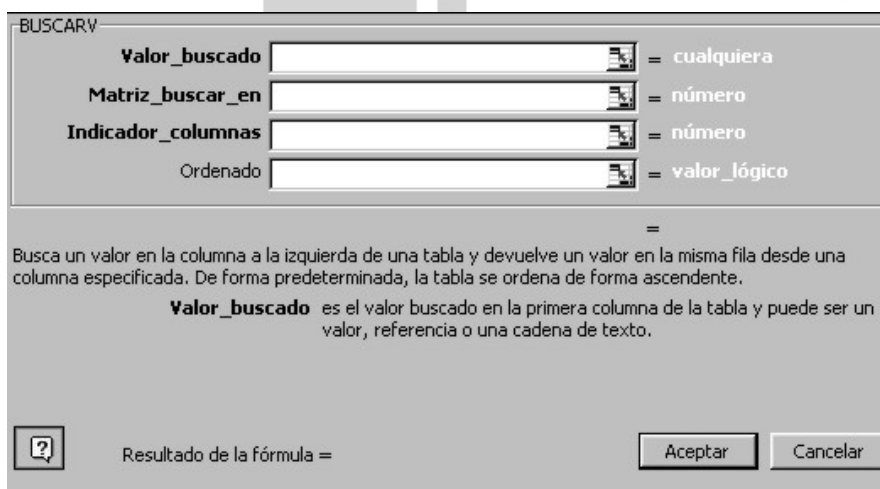 BUSCARV
Valor_buscado = cualquiera
Matriz_buscar_en = número
Indicador_columnas = número
Ordenado = valor_lógico
=
Busca un valor en la columna a la izquierda de una tabla y devuelve un valor en la misma fila desde una
columna especificada. De forma predeterminada, la tabla se ordena de forma ascendente.
Valor_buscado es el valor buscado en la primera columna de la tabla y puede ser un
valor, referencia o una cadena de texto.
Resultado de la fórmula =
Aceptar
Cancelar